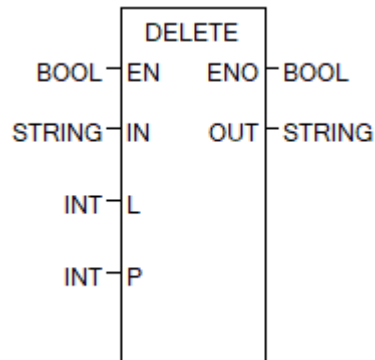 DELETE
BOOL EN ENO BOOL
STRING IN OUT STRING
INT L
INT P